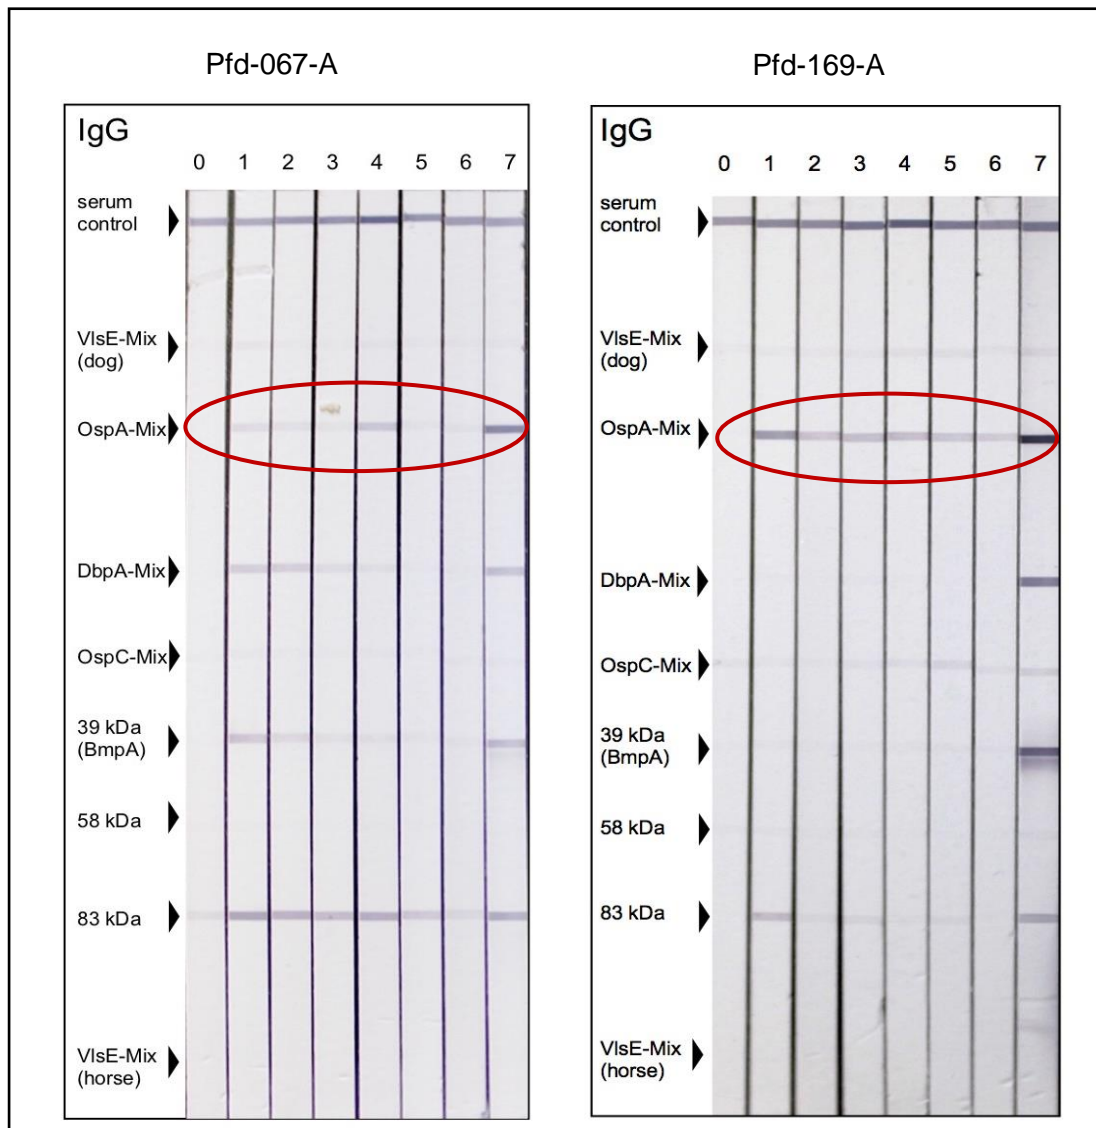 Pfd-067-A
IgG
0 1 2 3 4 5 6 7
serum
control
VlsE-Mix
(dog)
OspA-Mix
DbpA-Mix
OspC-Mix
39 kDa
(BmpA)
58 kDa
83 kDa
VlsE-Mix
(horse)
Pfd-169-A
IgG
0 1 2 3 4 5 6 7
serum
control
VlsE-Mix
(dog)
OspA-Mix
DbpA-Mix
OspC-Mix
39 kDa
(BmpA)
58 kDa
83 kDa
VlsE-Mix
(horse)